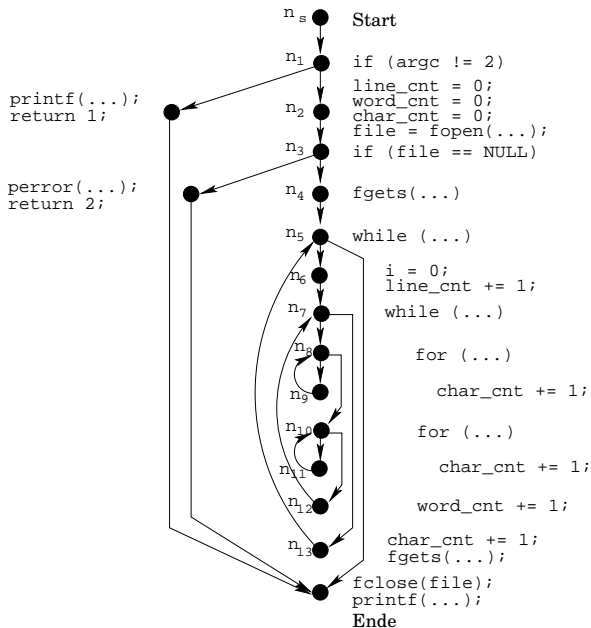 n_s Start
n_1 if (argc != 2)
line_cnt = 0;
printf(...);
return 1;
word_cnt = 0;
n_2 char_cnt = 0;
file = fopen(...);
n_3 if (file == NULL)
perror(...);
return 2;
n_4 fgets(...)
n_5 while (...)
n_6 i = 0;
line_cnt += 1;
n_7 while (...)
n_8 for (...)
n_9 char_cnt += 1;
n_10 for (...)
n_11 char_cnt += 1;
n_12 word_cnt += 1;
n_13 char_cnt += 1;
fgets(...);
fclose(file);
printf(...);
Ende